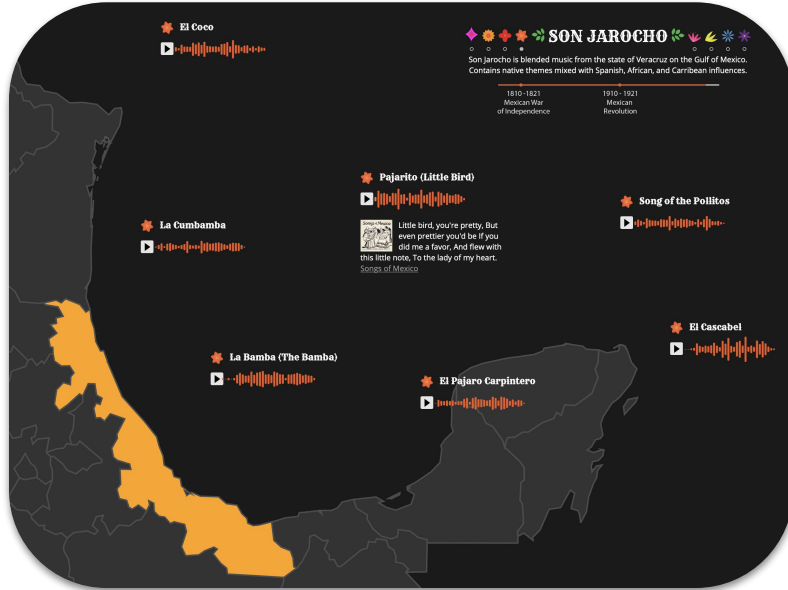 El Coco
SON JAROCHO
Son Jarocho is blended music from the state of Veracruz on the Gulf of Mexico.
Contains native themes mixed with Spanish, African, and Carribean influences.
1810 -1821
Mexican War
of Independence
1910 - 1921
Mexican
Revolution
Pajarito (Little Bird)
Little bird, you're pretty, But
even prettier you'd be If you
did me a favor, And flew with
this little note, To the lady of my heart.
Songs of Mexico
Song of the Pollitos
La Cumbamba
La Bamba (The Bamba)
El Cascabel
El Pajaro Carpintero